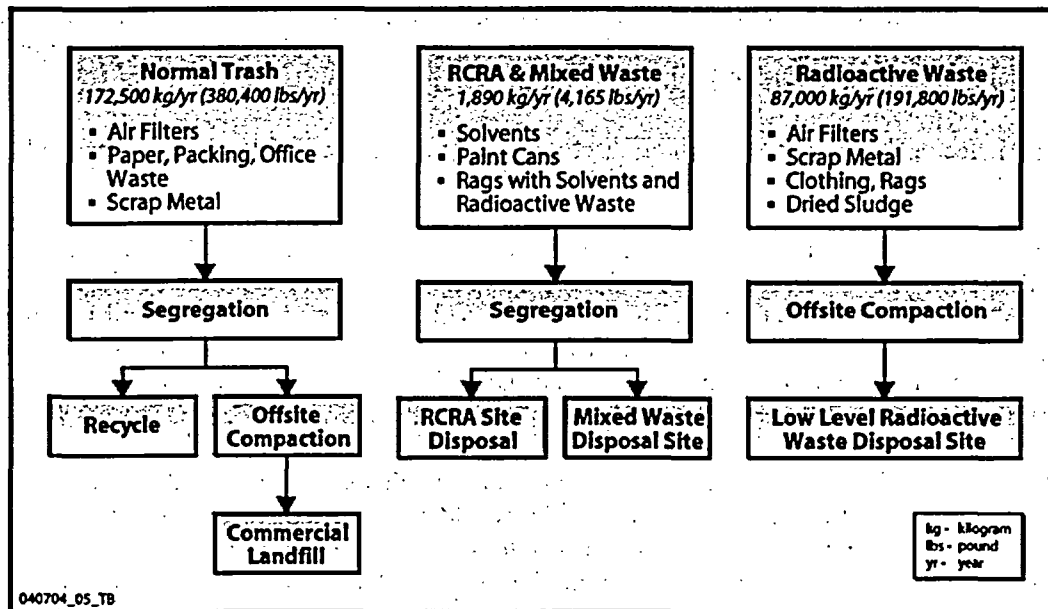 Normal Trash
172,500 kg/yr (380,400 lbs/yr)
▪ Air Filters
▪ Paper, Packing, Office
Waste
▪ Scrap Metal
Segregation
Recycle
Offsite
Compaction
Commercial
Landfill
RCRA & Mixed Waste
1,890 kg/yr (4,165 lbs/yr)
▪ Solvents
▪ Paint Cans
▪ Rags with Solvents and
Radioactive Waste
Segregation
RCRA Site
Disposal
Mixed Waste
Disposal Site
Radioactive Waste
87,000 kg/yr (191,800 lbs/yr)
▪ Air Filters
▪ Scrap Metal
▪ Clothing, Rags
▪ Dried Sludge
Offsite Compaction
Low Level Radioactive
Waste Disposal Site
kg - kilogram
lbs - pound
yr - year
040704_05_TB